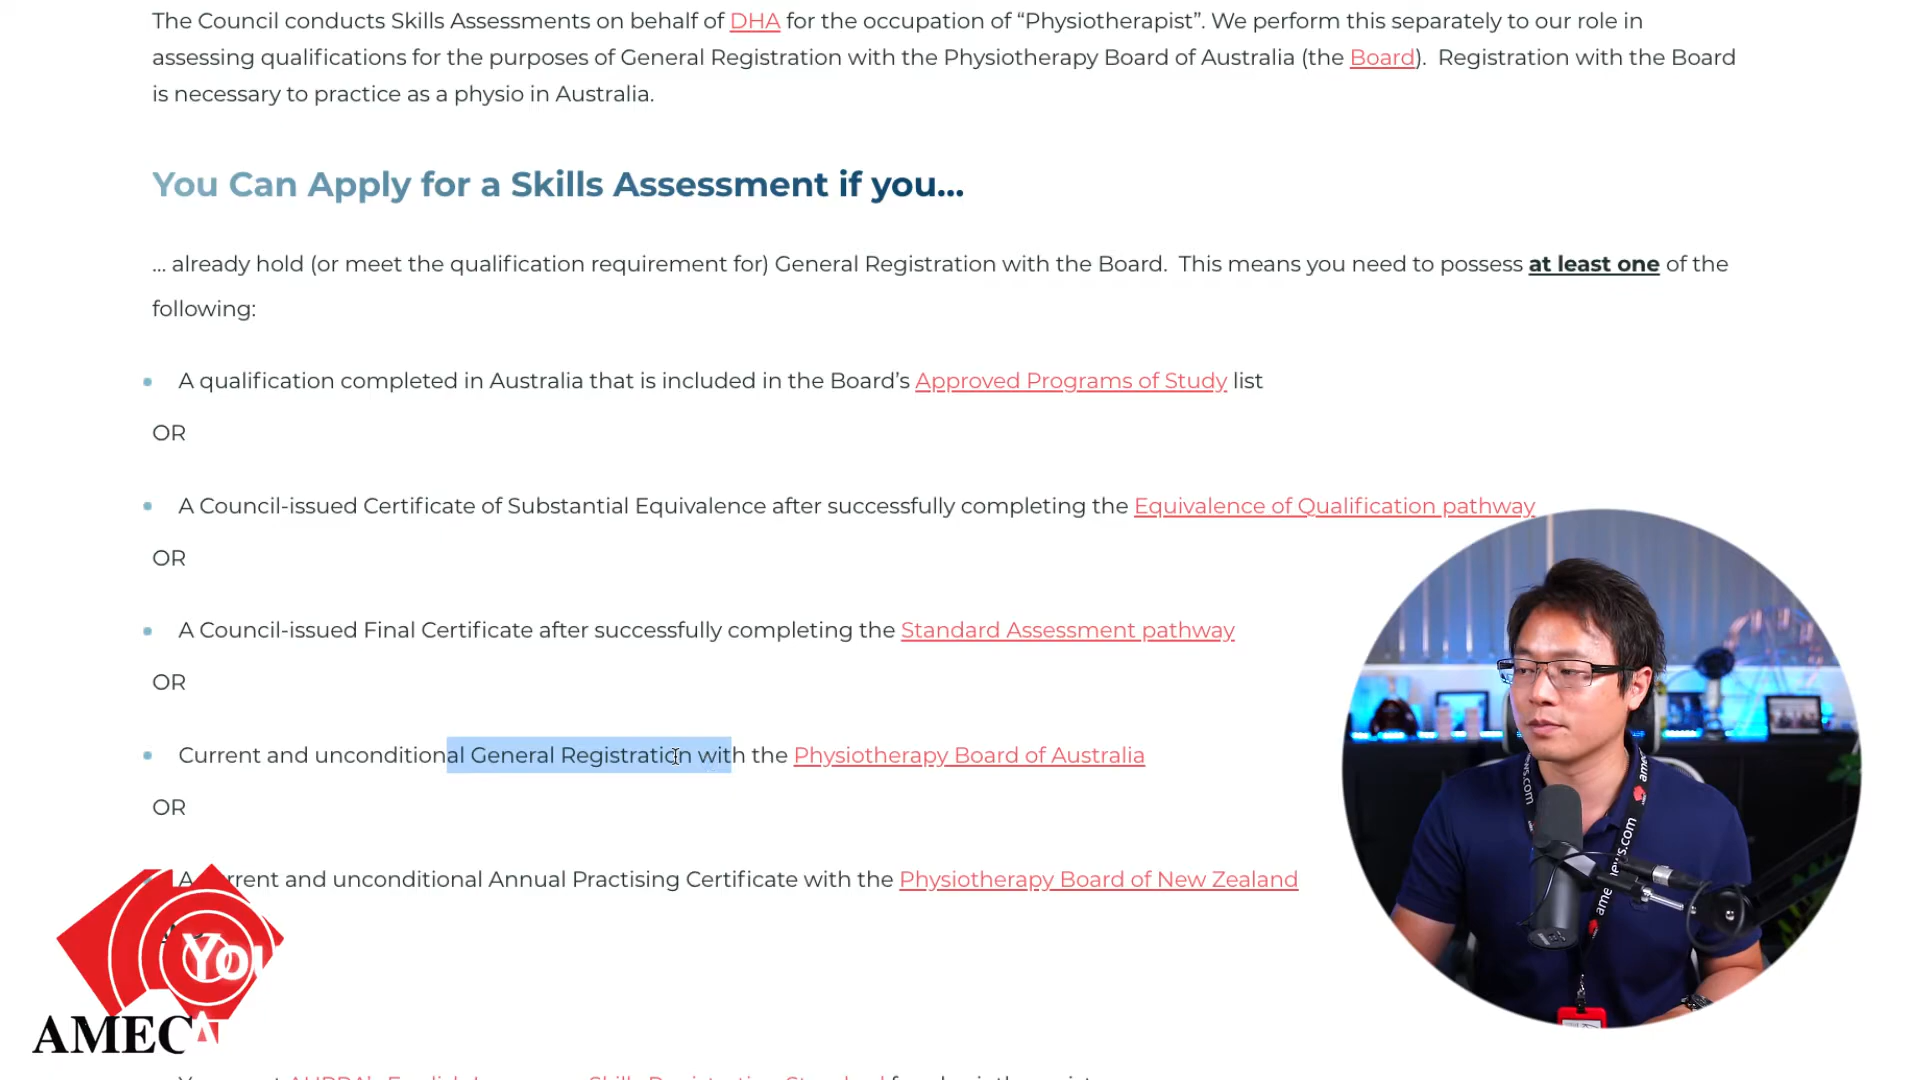 The Council conducts Skills Assessments on behalf of DHA for the occupation of “Physiotherapist”. We perform this separately to our role in
assessing qualifications for the purposes of General Registration with the Physiotherapy Board of Australia (the Board).  Registration with the Board
is necessary to practice as a physio in Australia.
You Can Apply for a Skills Assessment if you...
... already hold (or meet the qualification requirement for) General Registration with the Board.  This means you need to possess at least one of the
following:
A qualification completed in Australia that is included in the Board’s Approved Programs of Study list
OR
A Council-issued Certificate of Substantial Equivalence after successfully completing the Equivalence of Qualification pathway
OR
A Council-issued Final Certificate after successfully completing the Standard Assessment pathway
OR
Current and unconditional General Registration with the Physiotherapy Board of Australia
OR
and unconditional Annual Practising Certificate with the Physiotherapy Board of New Zealand
AMEC